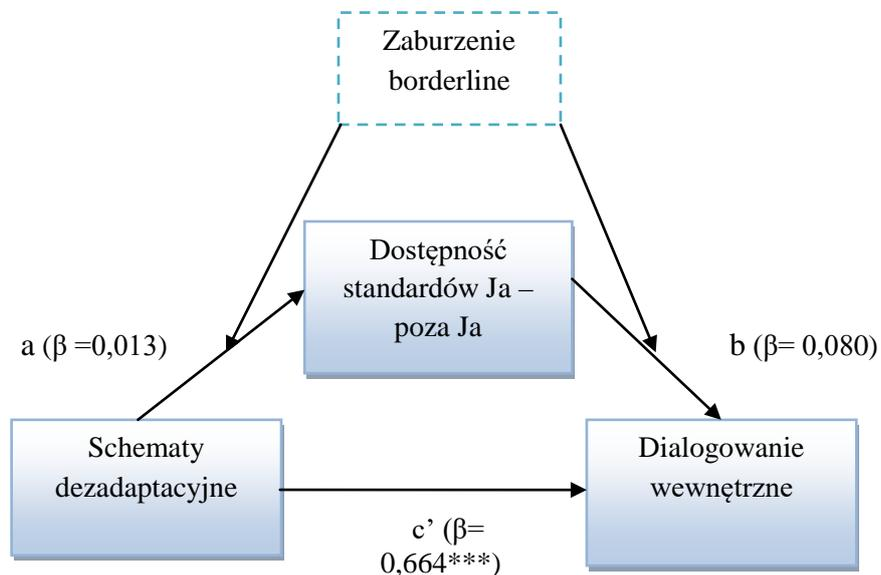 Zaburzenie
borderline
Dostępność
standardów Ja –
poza Ja
a (β =0,013)
b (β= 0,080)
Schematy
dezadaptacyjne
Dialogowanie
wewnętrzne
c’ (β=
0,664***)